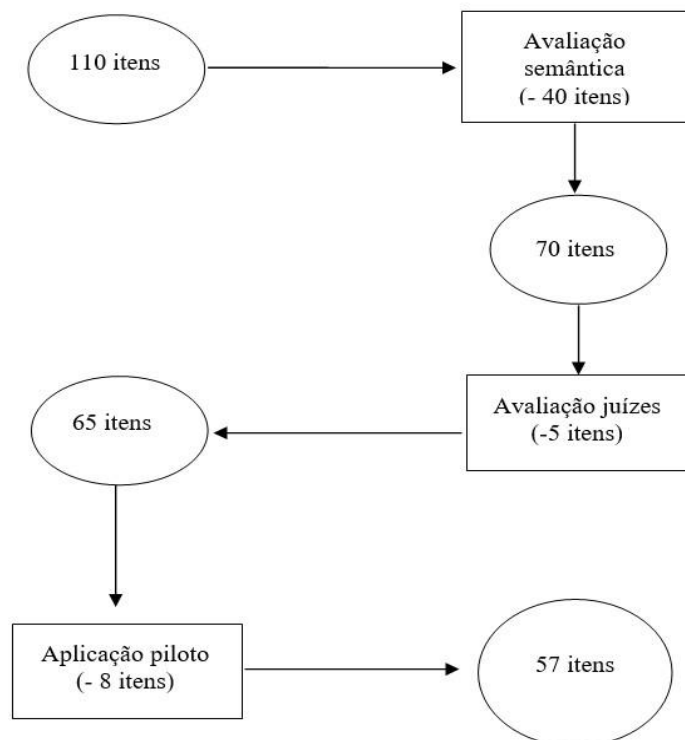 110 itens
Avaliação
semântica
(- 40 itens)
70 itens
Avaliação juízes
(-5 itens)
65 itens
Aplicação piloto
(- 8 itens)
57 itens